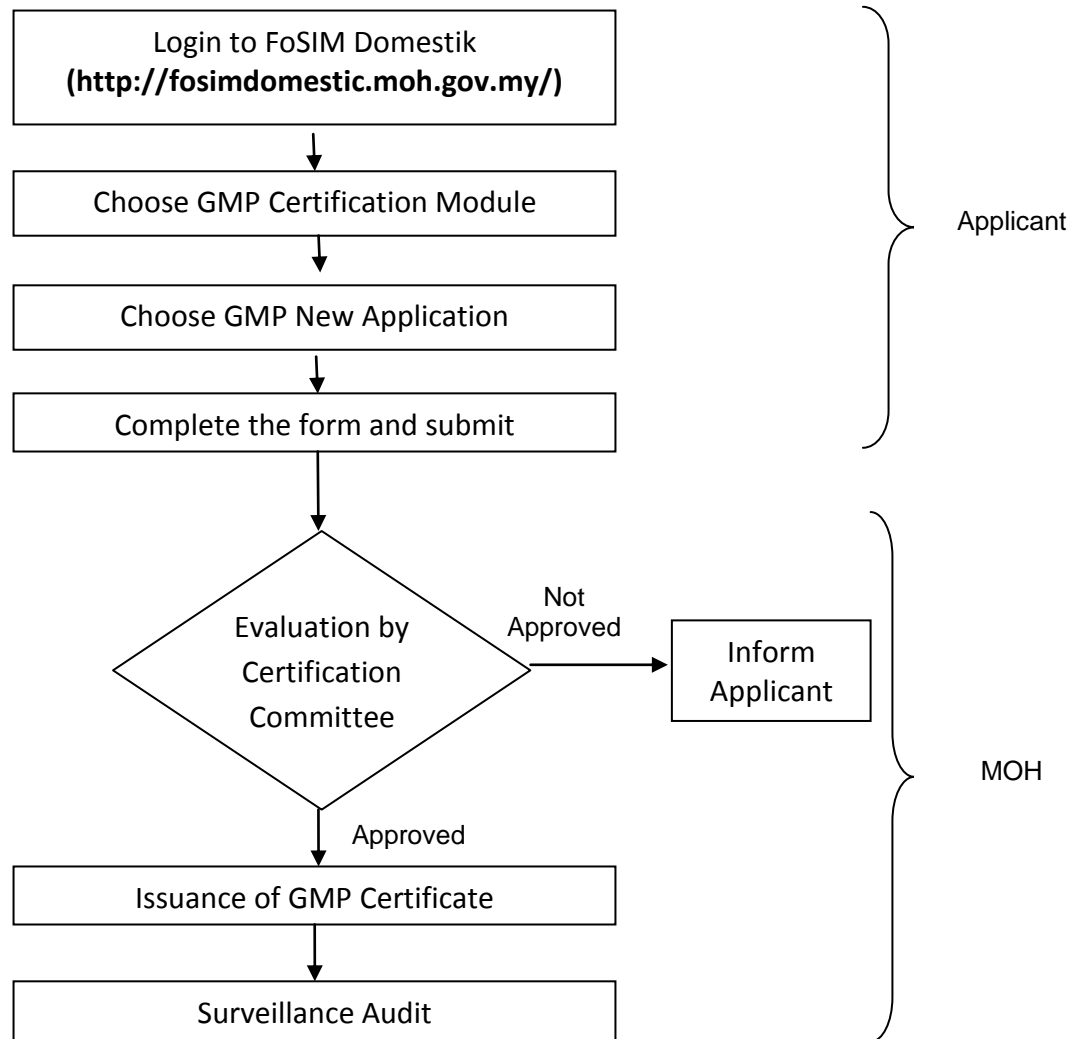 Login to FoSIM Domestik
(http://fosimdomestic.moh.gov.my/)
Choose GMP Certification Module
Applicant
Choose GMP New Application
Complete the form and submit
Evaluation by
Certification
Committee
Not
Approved
Inform
Applicant
MOH
Approved
Issuance of GMP Certificate
Surveillance Audit